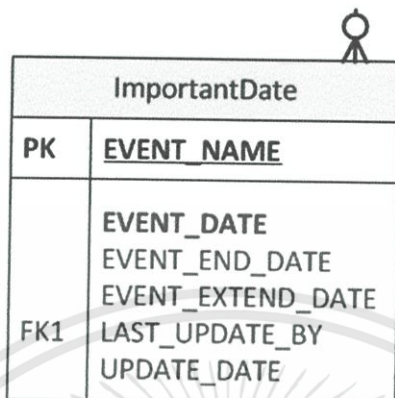 ImportantDate
PK EVENT_NAME
EVENT_DATE
EVENT_END_DATE
EVENT_EXTEND_DATE
FK1 LAST_UPDATE_BY
UPDATE_DATE